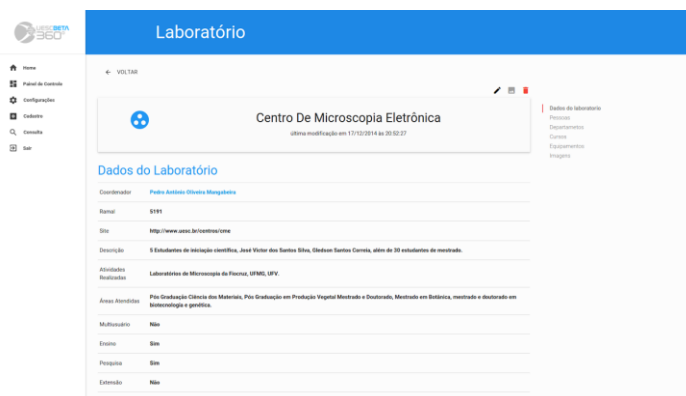 UESCBETA
360°
Laboratório
Home
Painel de Controle
Configurações
Cadastro
Consulta
Sair
← VOLTAR
Centro De Microscopia Eletrônica
última modificação em 17/12/2014 às 20:52:27
Dados do laboratorio
Pessoas
Departamentos
Cursos
Equipamentos
Imagens
Dados do Laboratório
Coordenador Pedro Antônio Oliveira Mangabeira
Ramal 5191
Site http://www.uesc.br/centros/cme
Descrição 5 Estudantes de iniciação científica, José Victor dos Santos Silva, Gledson Santos Correia, além de 30 estudantes de mestrado.
Atividades
Realizadas Laboratórios de Microscopia da Fiocruz, UFMG, UFV.
Áreas Atendidas Pós Graduação Ciência dos Materiais, Pós Graduação em Produção Vegetal Mestrado e Doutorado, Mestrado em Botânica, mestrado e doutorado em
biotecnologia e genética.
Multiusuário Não
Ensino Sim
Pesquisa Sim
Extensão Não